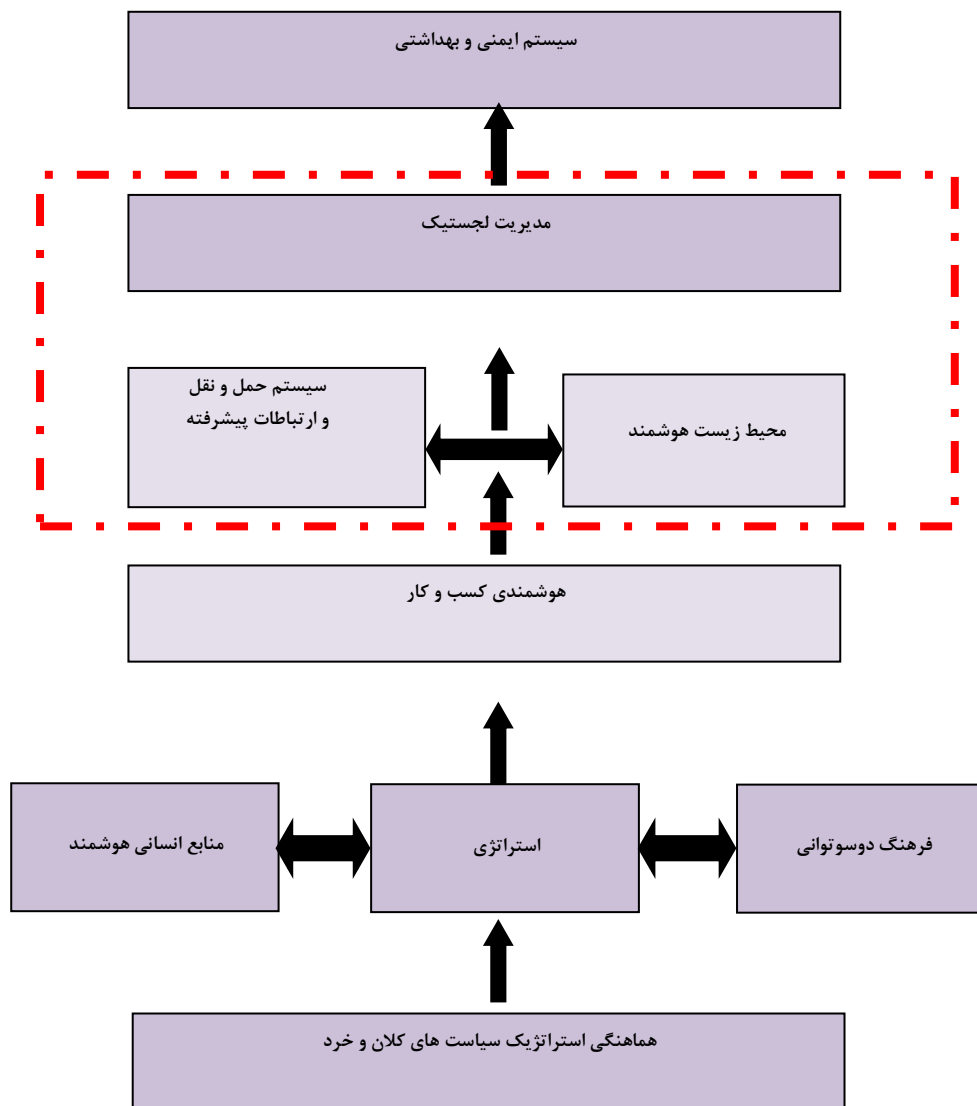 سیستم ایمنی و بهداشتی
مدیریت لجستیک
سیستم حمل و نقل
و ارتباطات پیشرفته
محیط زیست هوشمند
هوشمندی کسب و کار
منابع انسانی هوشمند
استراتژی
فرهنگ دوسوتوانی
هماهنگی استراتژیک سیاست های کلان و خرد